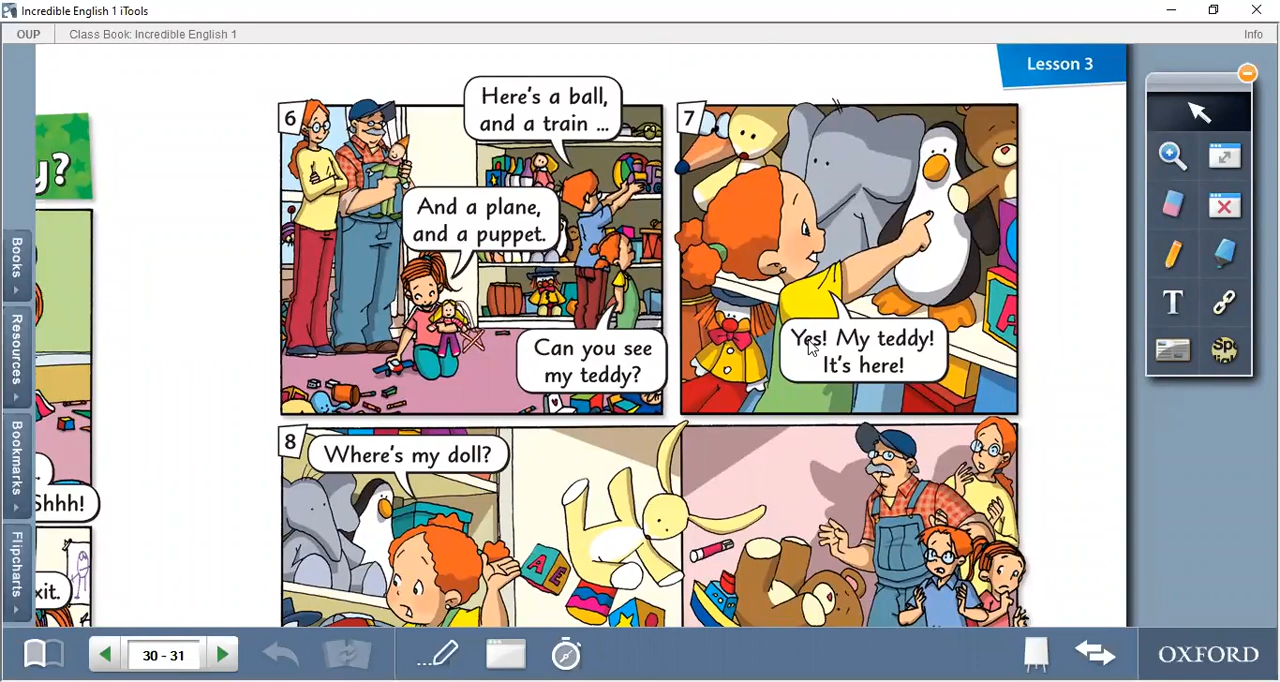 Incredible English 1 iTools
OUP
Class Book: Incredible English 1
Info
Lesson 3
y?
6
Here's a ball,
and a train ...
And a plane,
and a puppet.
Can you see
my teddy?
7
Yes! My teddy!
It's here!
8
Where's my doll?
A
E
A
Shhh!
xit.
Books
Resources
Bookmarks
Flipcharts
T
Spo
30 - 31
OXFORD